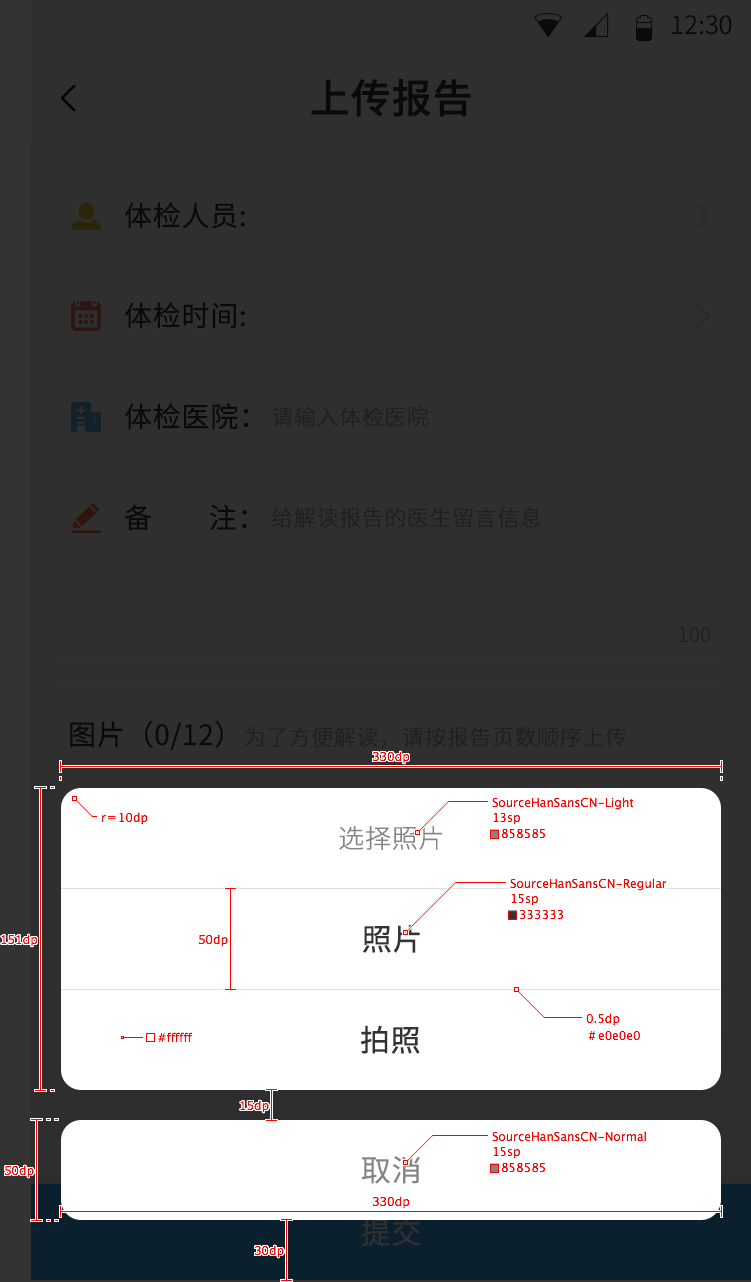 12:30
上传报告
体检人员:
体检时间:
体检医院： 请输入体检医院
备 注： 给解读报告的医生留言信息
100
图片（0/12） 为了方便解读，请按报告页数顺序上传
330dp
r=10dp
选择照片
SourceHanSansCN-Light
13sp
858585
SourceHanSansCN-Regular
15sp
333333
50dp
照片
151dp
0.5dp
#e0e0e0
#ffffff
拍照
15dp
SourceHanSansCN-Normal
15sp
858585
50dp
取消
330dp
提交
30dp